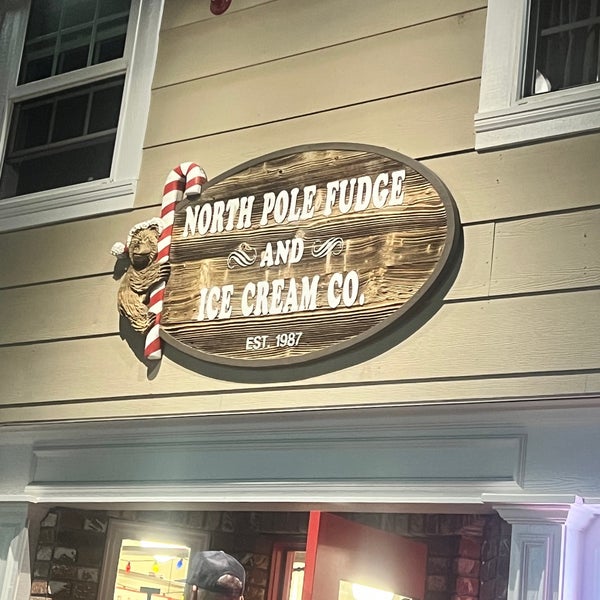 NORTH POLE FUDGE
AND
ICE CREAM CO.
EST. 1987